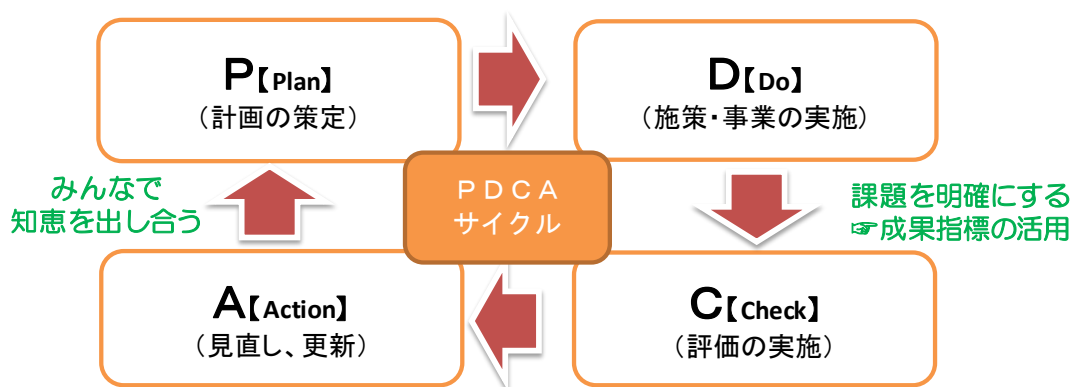 P【Plan】
（計画の策定）
D【Do】
（施策・事業の実施）
PDCA
サイクル
みんなで
知恵を出し合う
課題を明確にする
☞成果指標の活用
A【Action】
（見直し、更新）
C【Check】
（評価の実施）